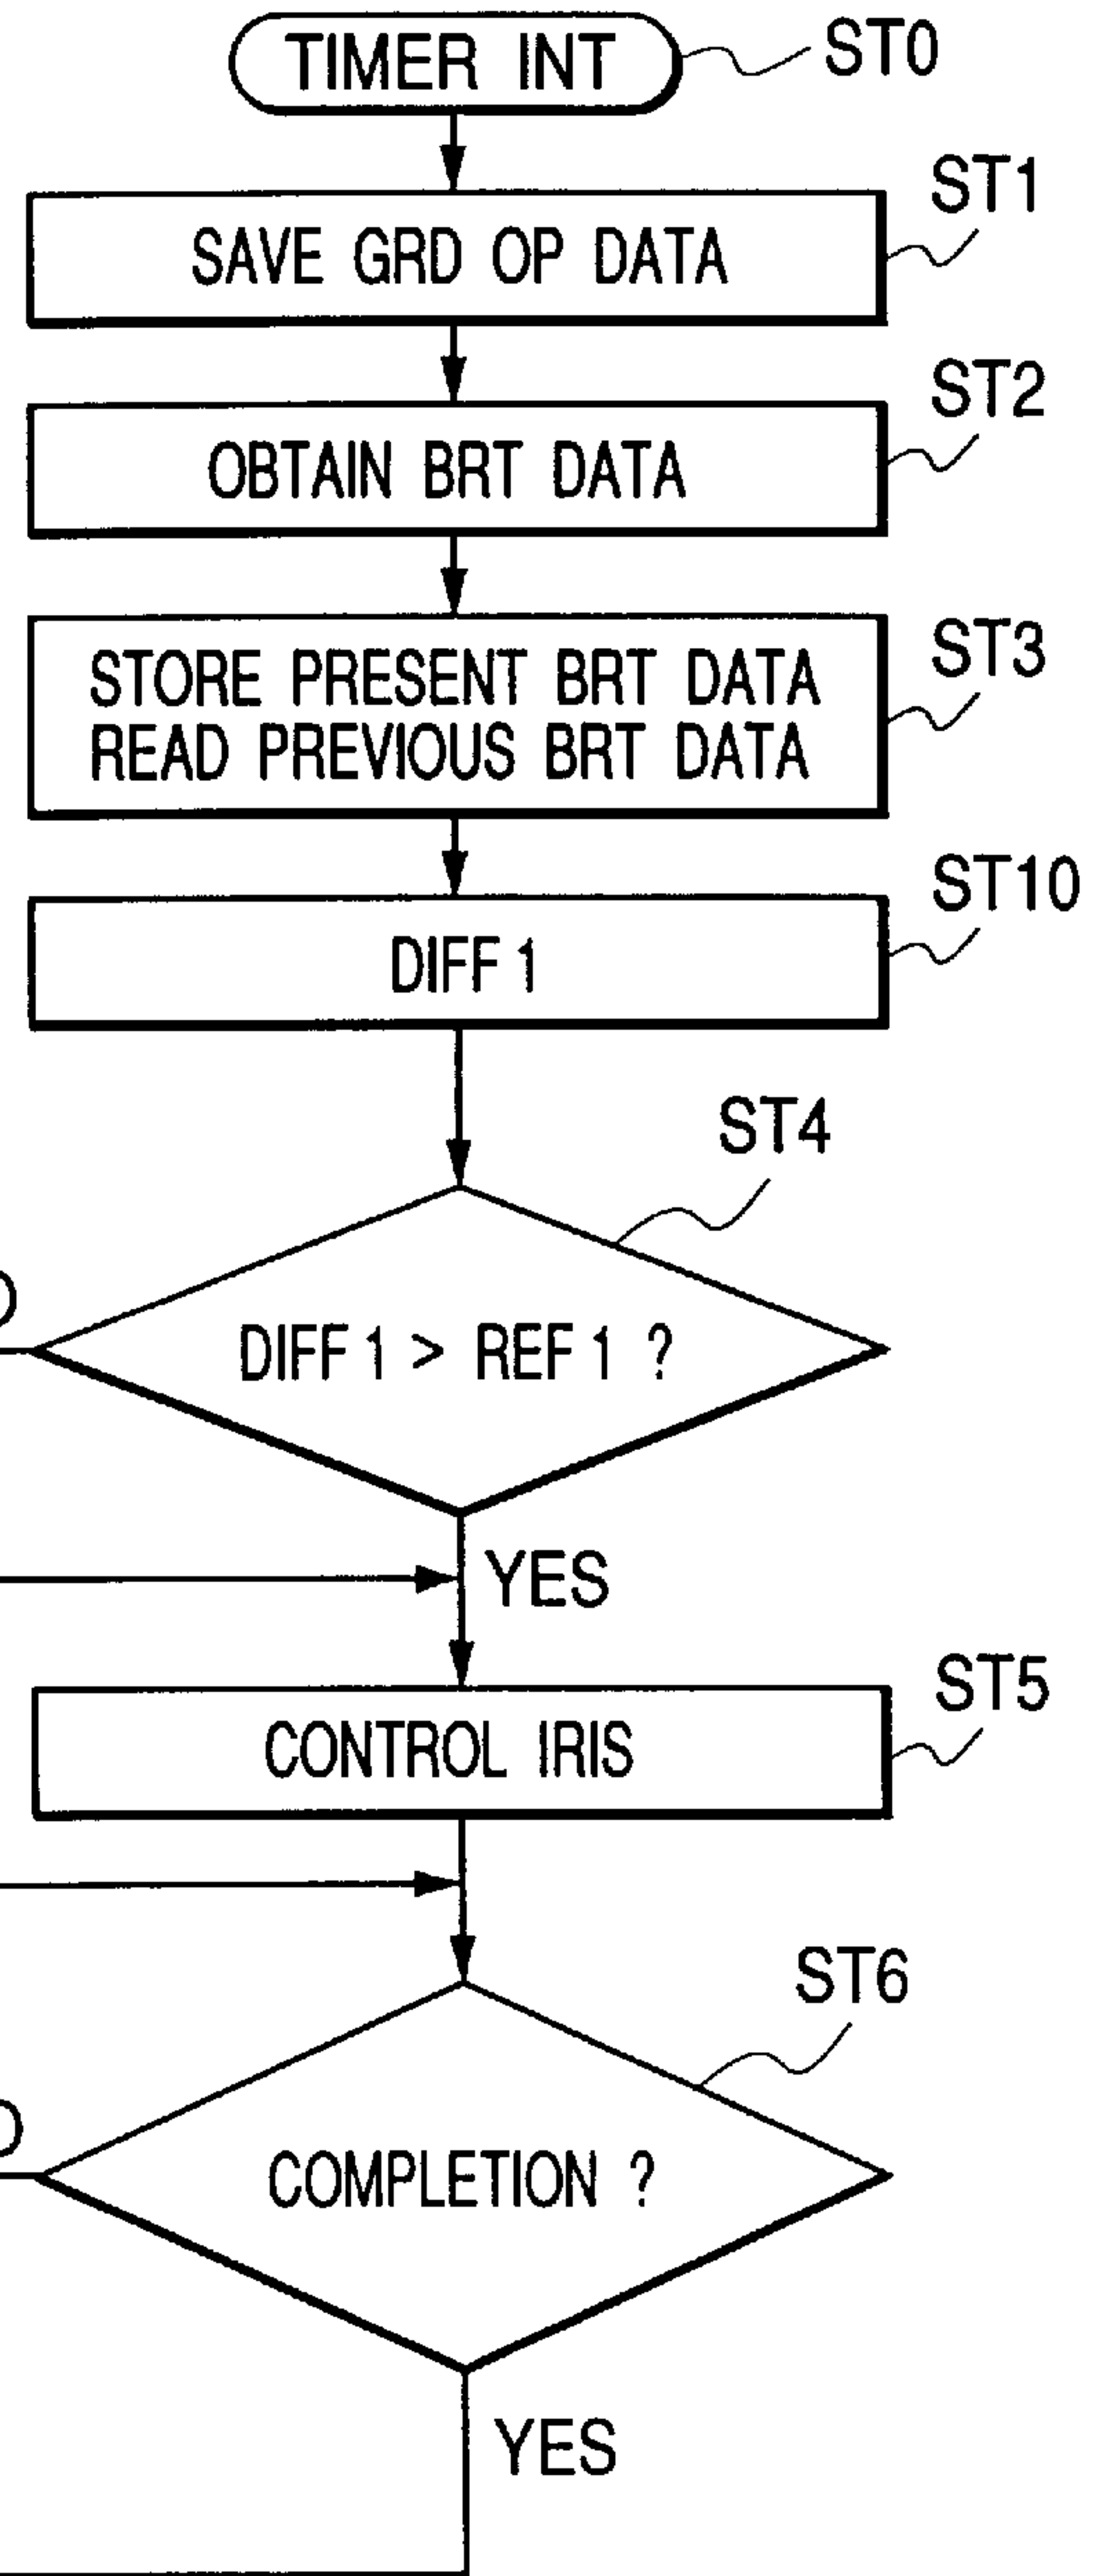 TIMER INT
ST0
ST1
SAVE GRD OP DATA
ST2
OBTAIN BRT DATA
ST3
STORE PRESENT BRT DATA
READ PREVIOUS BRT DATA
ST10
DIFF 1
ST4
DIFF 1 > REF 1 ?
YES
ST5
CONTROL IRIS
ST6
COMPLETION ?
YES